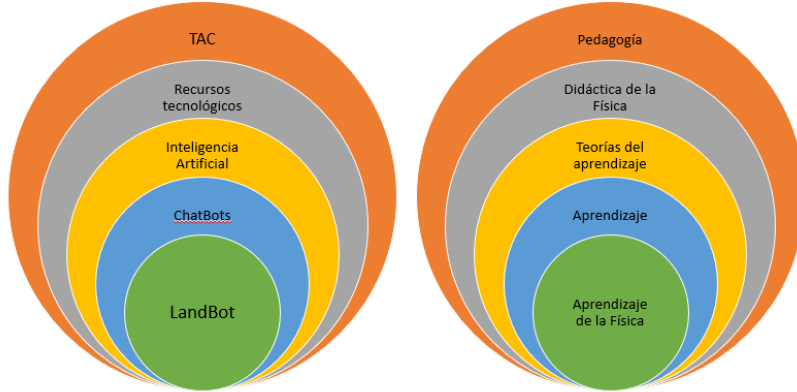 TAC
Recursos
tecnológicos
Inteligencia
Artificial
ChatBots
LandBot
Pedagogía
Didáctica de la
Física
Teorías del
aprendizaje
Aprendizaje
Aprendizaje
de la Física